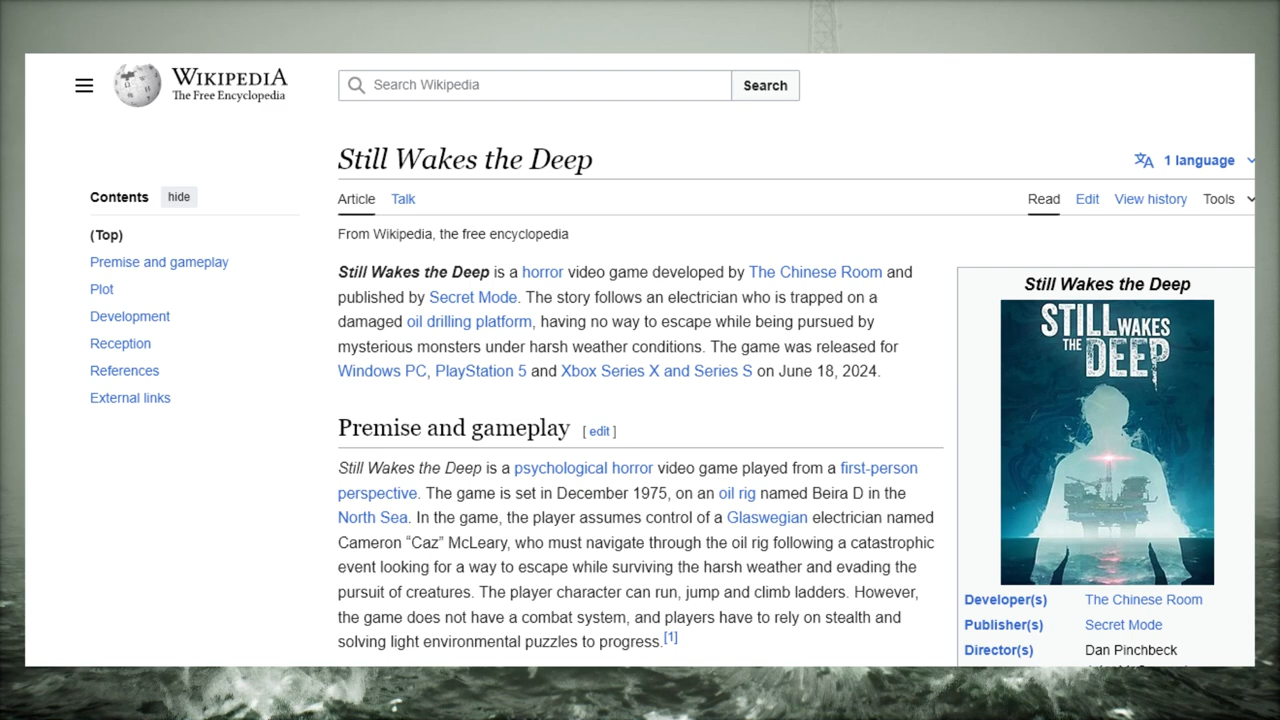 WIKIPEDIA
The Free Encyclopedia
Search Wikipedia
Search
Still Wakes the Deep
1 language
Contents hide
Article Talk
Read Edit View history Tools
(Top)
From Wikipedia, the free encyclopedia
Premise and gameplay
Plot
Development
Reception
References
External links
Still Wakes the Deep is a horror video game developed by The Chinese Room and
published by Secret Mode. The story follows an electrician who is trapped on a
damaged oil drilling platform, having no way to escape while being pursued by
mysterious monsters under harsh weather conditions. The game was released for
Windows PC, PlayStation 5 and Xbox Series X and Series S on June 18, 2024.
Premise and gameplay [ edit ]
Still Wakes the Deep is a psychological horror video game played from a first-person
perspective. The game is set in December 1975, on an oil rig named Beira D in the
North Sea. In the game, the player assumes control of a Glaswegian electrician named
Cameron “Caz” McLeary, who must navigate through the oil rig following a catastrophic
event looking for a way to escape while surviving the harsh weather and evading the
pursuit of creatures. The player character can run, jump and climb ladders. However,
the game does not have a combat system, and players have to rely on stealth and
solving light environmental puzzles to progress.[1]
Still Wakes the Deep
STILL WAKES
THE DEEP
Developer(s) The Chinese Room
Publisher(s) Secret Mode
Director(s) Dan Pinchbeck